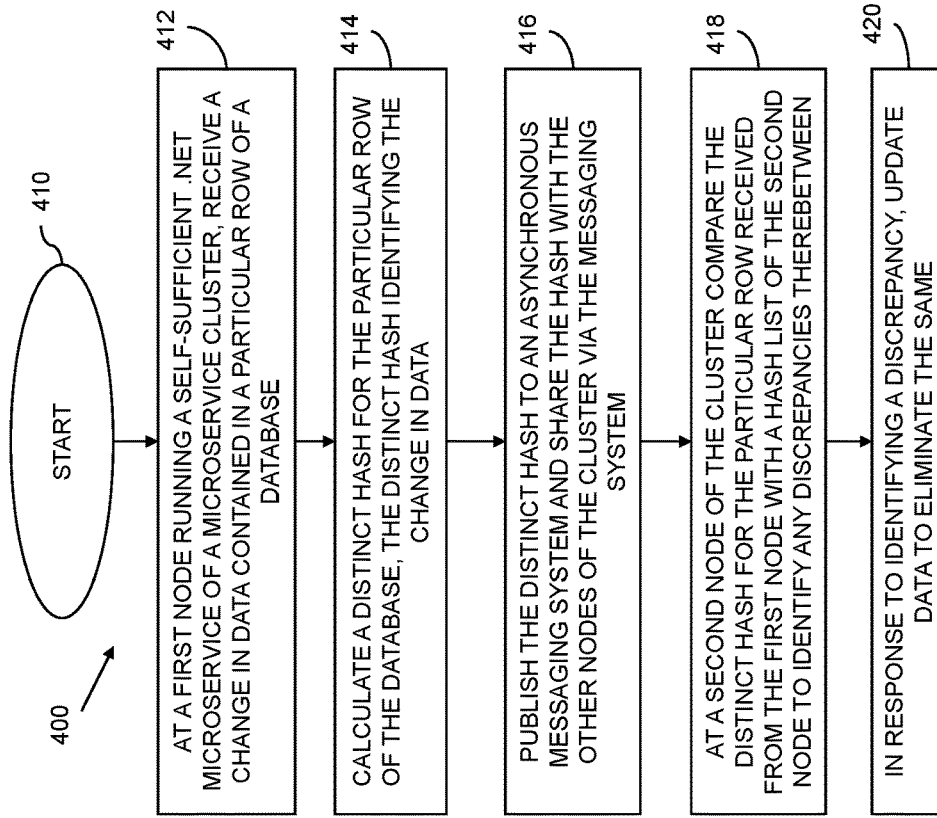 400
START
410
AT A FIRST NODE RUNNING A SELF-SUFFICIENT .NET
MICROSERVICE OF A MICROSERVICE CLUSTER, RECEIVE A
CHANGE IN DATA CONTAINED IN A PARTICULAR ROW OF A
DATABASE
412
CALCULATE A DISTINCT HASH FOR THE PARTICULAR ROW
OF THE DATABASE, THE DISTINCT HASH IDENTIFYING THE
CHANGE IN DATA
414
PUBLISH THE DISTINCT HASH TO AN ASYNCHRONOUS
MESSAGING SYSTEM AND SHARE THE HASH WITH THE
OTHER NODES OF THE CLUSTER VIA THE MESSAGING
SYSTEM
416
AT A SECOND NODE OF THE CLUSTER COMPARE THE
DISTINCT HASH FOR THE PARTICULAR ROW RECEIVED
FROM THE FIRST NODE WITH A HASH LIST OF THE SECOND
NODE TO IDENTIFY ANY DISCREPANCIES THEREBETWEEN
418
IN RESPONSE TO IDENTIFYING A DISCREPANCY, UPDATE
DATA TO ELIMINATE THE SAME
420